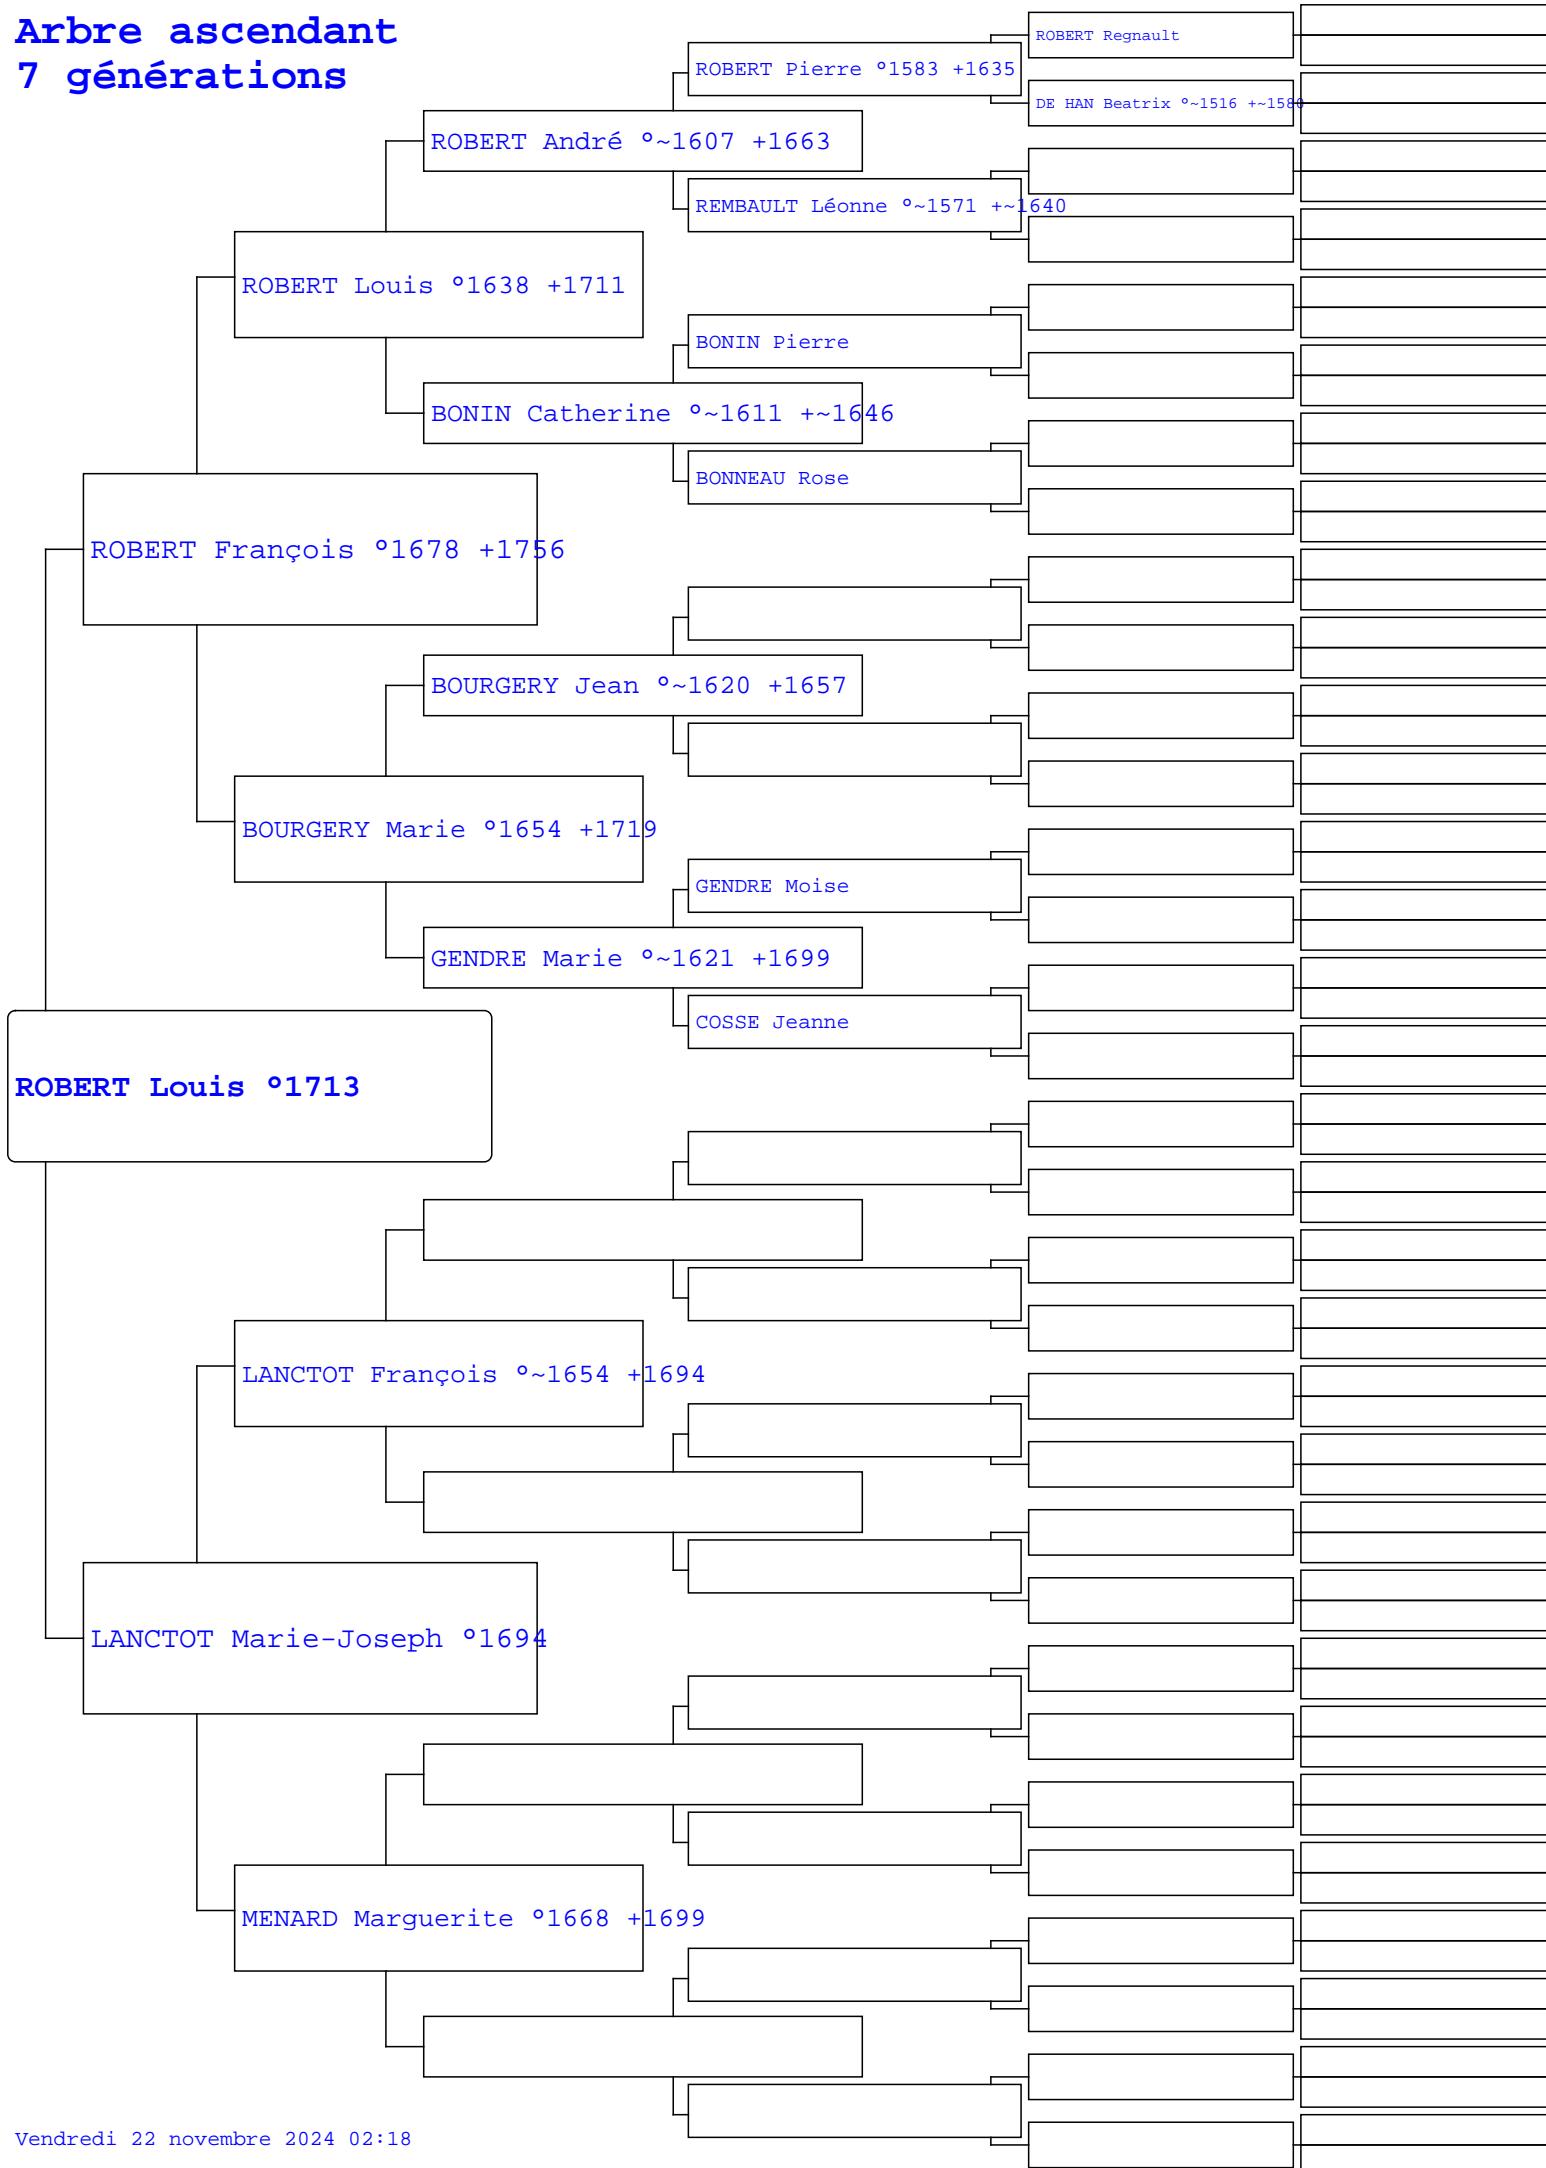 Arbre ascendant
7 générations
ROBERT Regnault
ROBERT Pierre °1583 +1635
DE HAN Beatrix °~1516 +~1580
ROBERT André °~1607 +1663
REMBAULT Léonne °~1571 +~1640
ROBERT Louis °1638 +1711
BONIN Pierre
BONIN Catherine °~1611 +~1646
BONNEAU Rose
ROBERT François °1678 +1756
BOURGERY Jean °~1620 +1657
BOURGERY Marie °1654 +1719
GENDRE Moise
GENDRE Marie °~1621 +1699
COSSE Jeanne
ROBERT Louis °1713
LANCTOT François °~1654 +1694
LANCTOT Marie-Joseph °1694
MENARD Marguerite °1668 +1699
Vendredi 22 novembre 2024 02:18